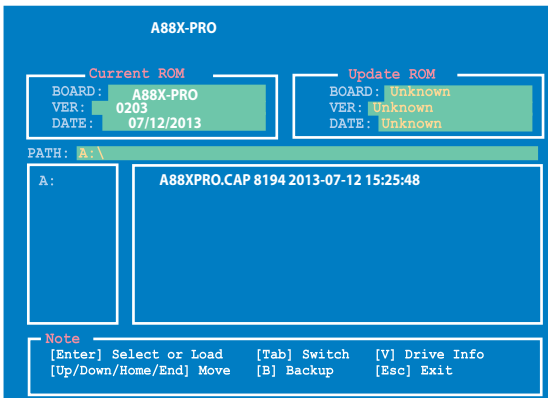 A88X-PRO
Current ROM
BOARD: A88X-PRO
VER: 0203
DATE: 07/12/2013
Update ROM
BOARD: Unknown
VER: Unknown
DATE: Unknown
PATH: A:\
A:
A88XPRO.CAP 8194 2013-07-12 15:25:48
Note
[Enter] Select or Load [Tab] Switch [V] Drive Info
[Up/Down/Home/End] Move [B] Backup [Esc] Exit